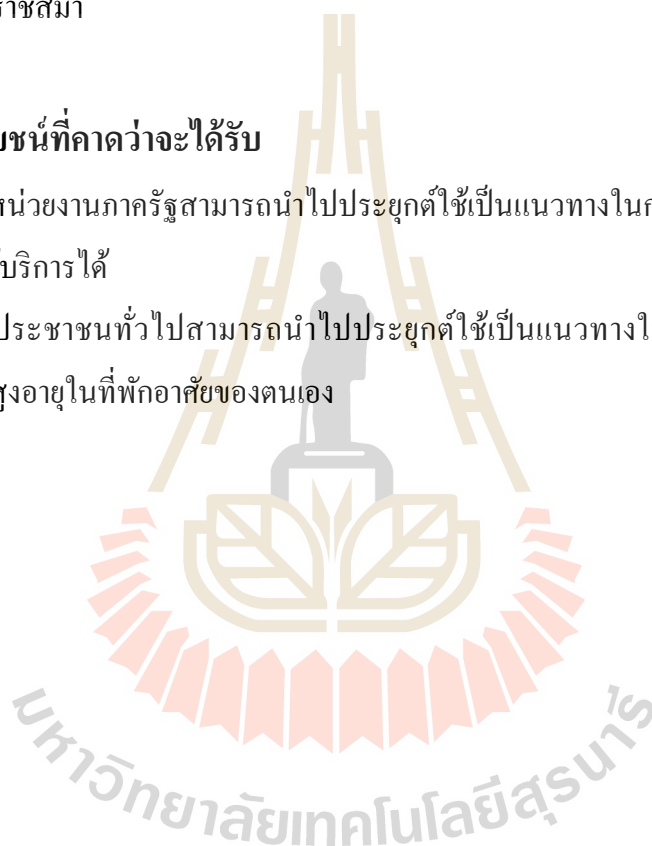 ราชสีมา
ยชน์ที่คาดว่าจะได้รับ
หน่วยงานภาครัฐสามารถนำไปประยุกต์ใช้เป็นแนวทางใน
บริการได้
ประชาชนทั่วไปสามารถนำไปประยุกต์ใช้เป็นแนวทางใ
สูงอายุในที่พักอาศัยของตนเอง
มหาวิทยาลัยเทคโนโลยีสุรนารี